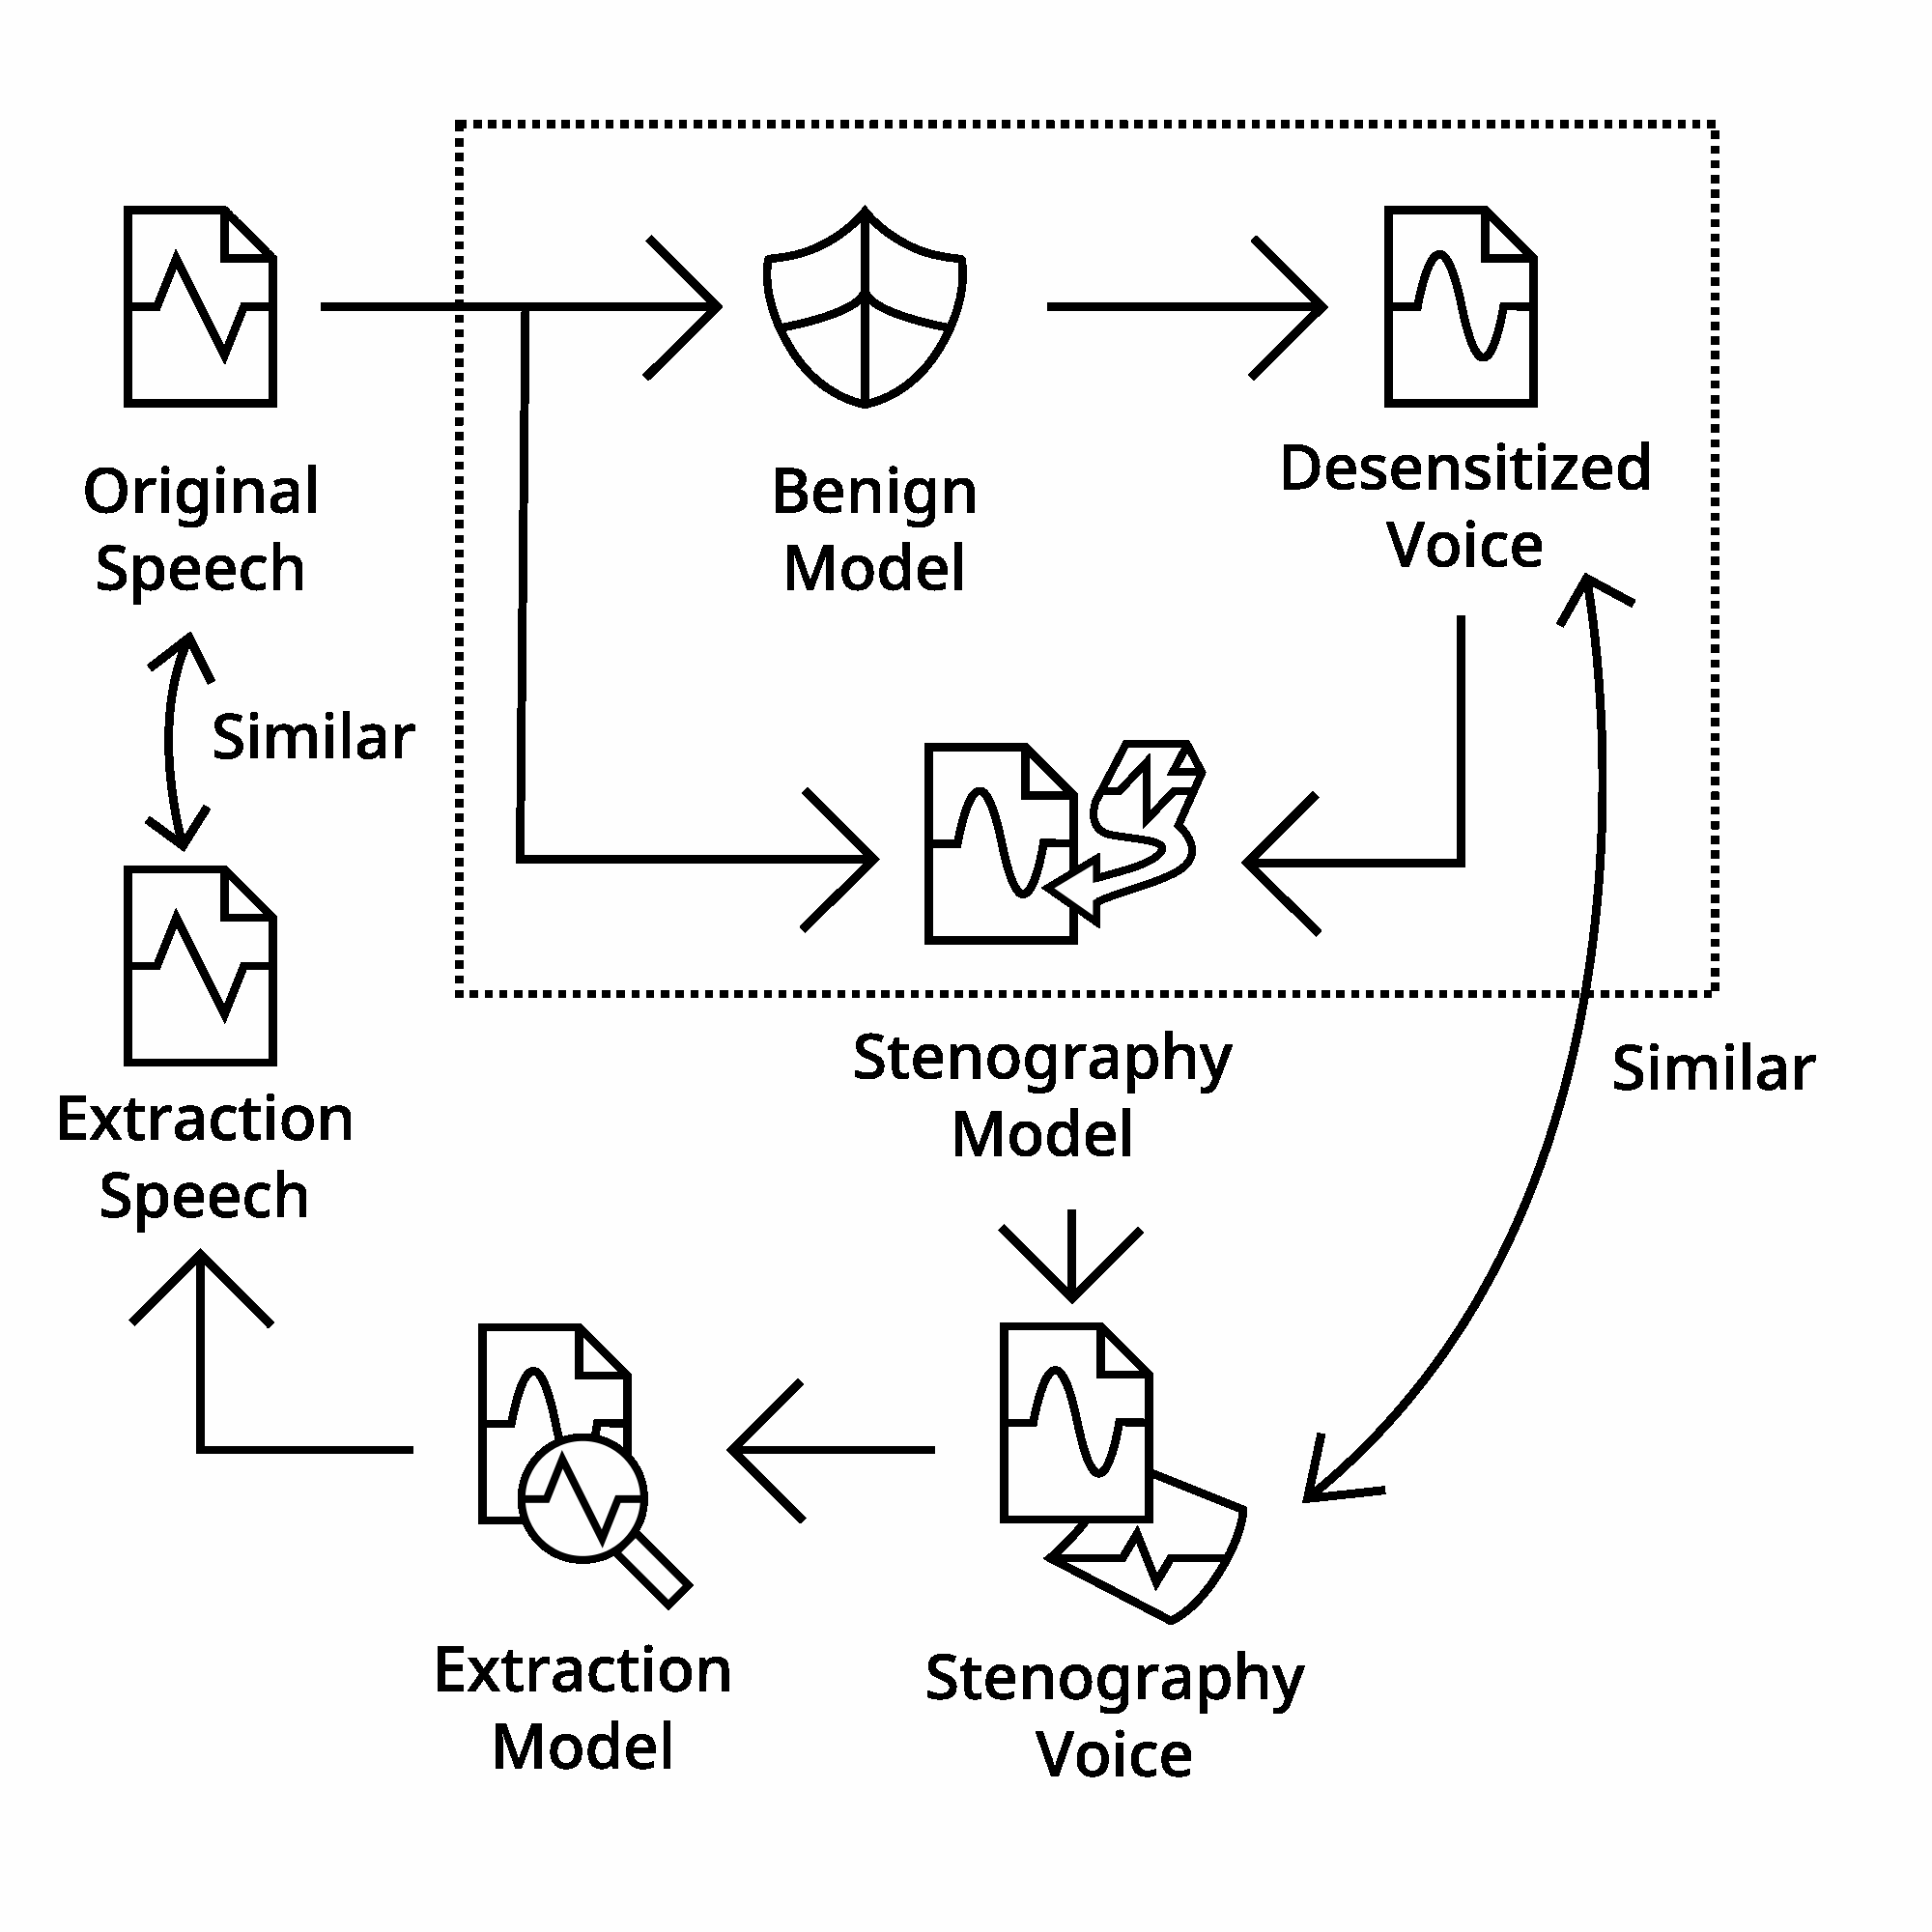 Original
Speech
Benign
Model
Desensitized
Voice
Similar
Extraction
Speech
Stenography
Model
Similar
Extraction
Model
Stenography
Voice